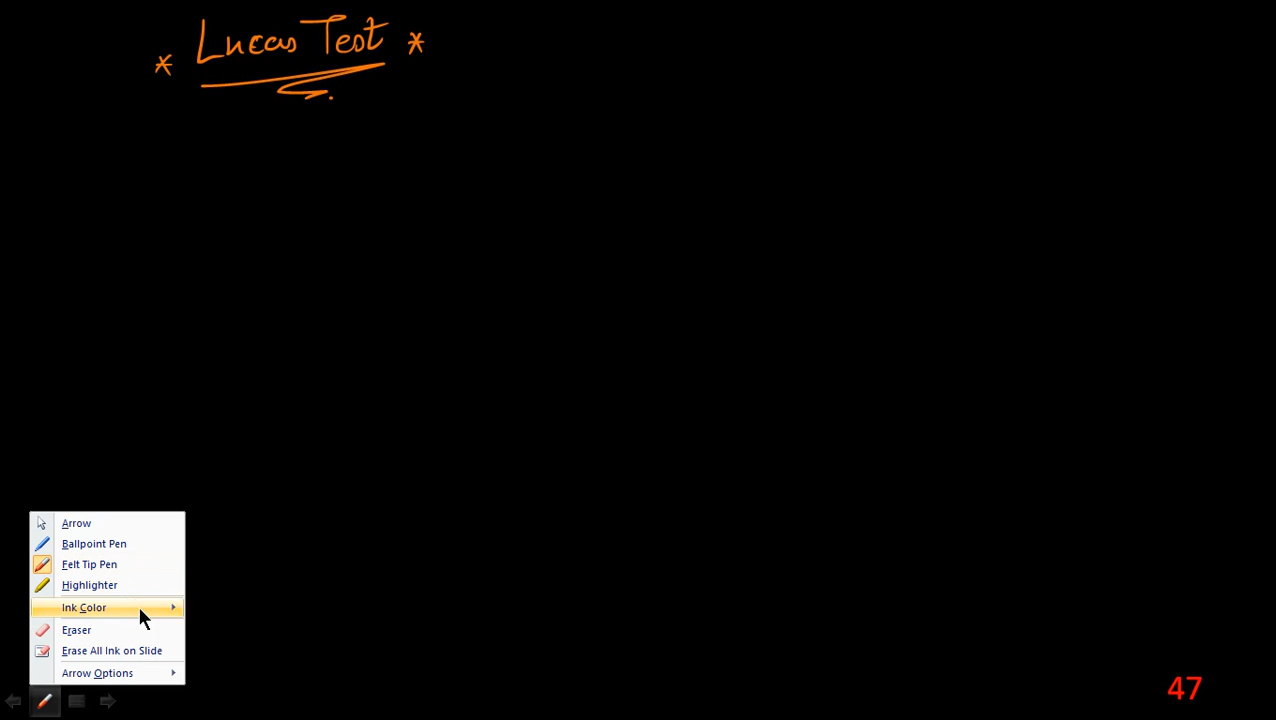 * Lucas Test *
Arrow
Ballpoint Pen
Felt Tip Pen
Highlighter
Ink Color
Eraser
Erase All Ink on Slide
Arrow Options
47